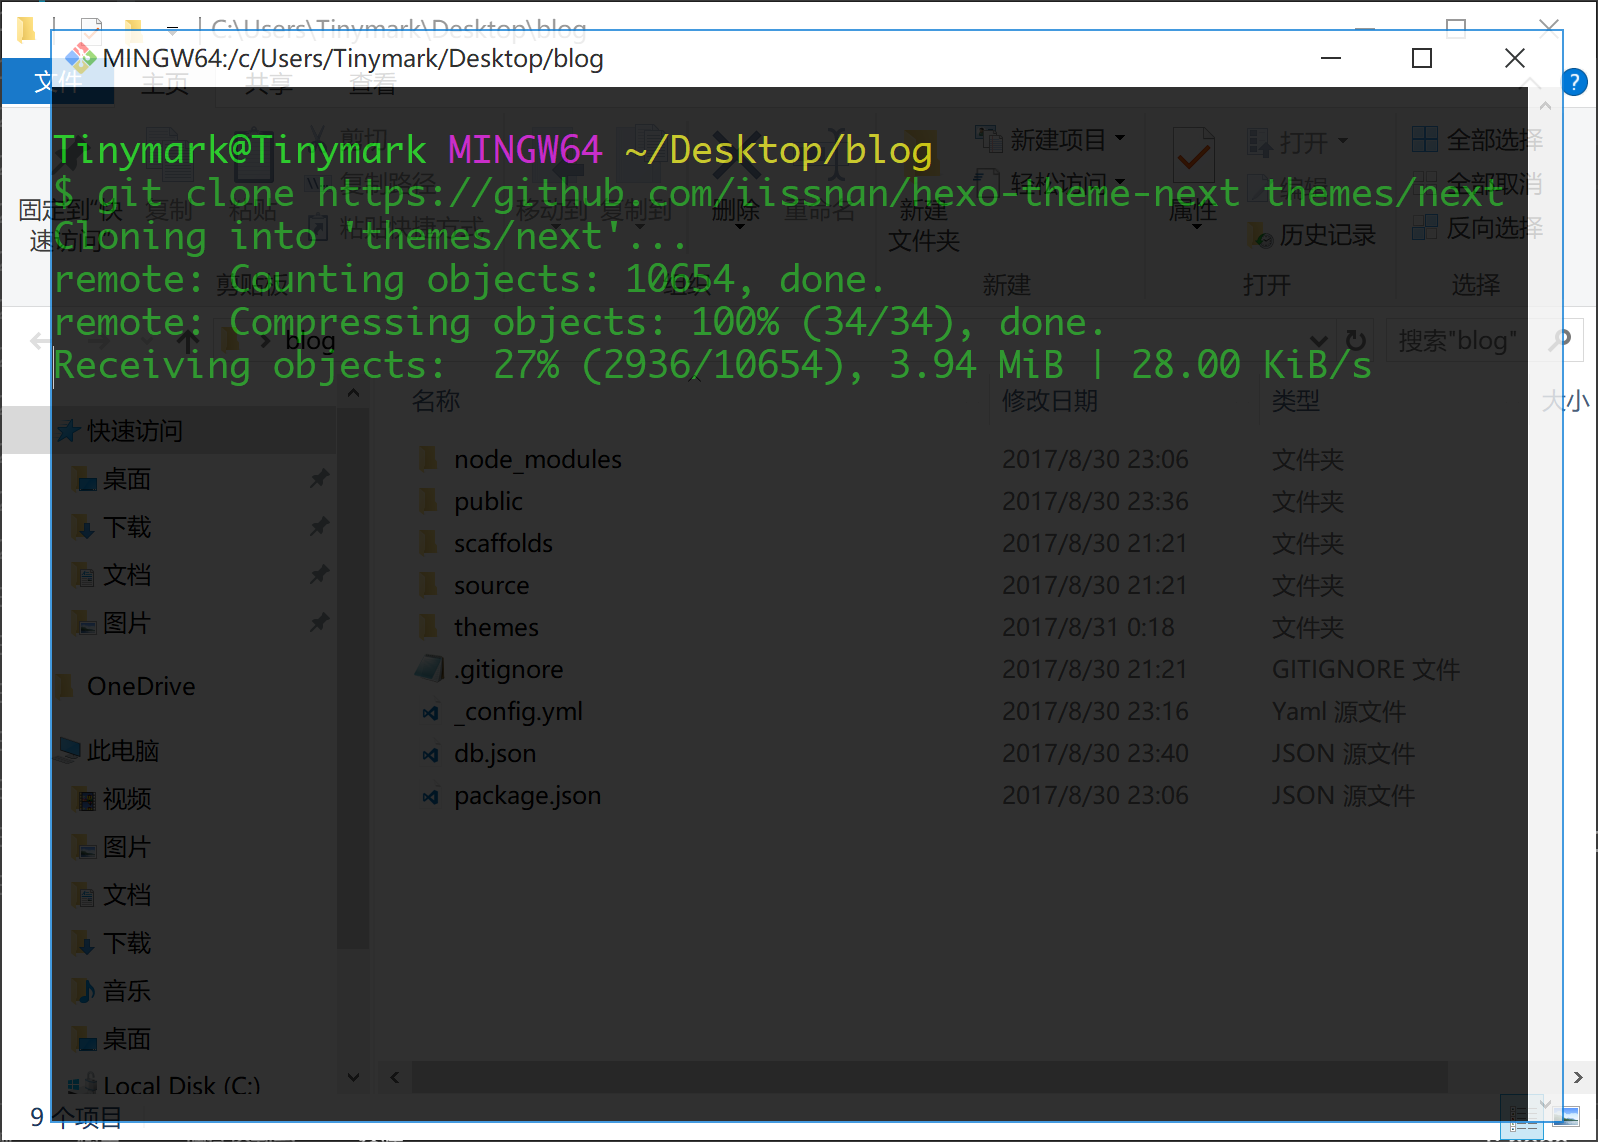 C:\Users\Tinymark\Desktop\blog
MINGW64:/c/Users/Tinymark/Desktop/blog
文件 主页 共享 查看
Tinymark@Tinymark MINGW64 ~/Desktop/blog
$ git clone https://github.com/iissnan/hexo-theme-next themes/next
Cloning into 'themes/next'...
remote: Counting objects: 10654, done.
remote: Compressing objects: 100% (34/34), done.
Receiving objects: 27% (2936/10654), 3.94 MiB | 28.00 KiB/s
固定到"快速访问"
复制
粘贴
剪切
复制路径
粘贴快捷方式
剪贴板
移动到 复制到
删除 重命名
组织
新建
文件夹
新建项目
轻松访问
新建
属性
打开
编辑
历史记录
打开
全部选择
全部取消
反向选择
选择
blog
搜索"blog"
名称 修改日期 类型 大小
快速访问
桌面
下载
文档
图片
OneDrive
此电脑
视频
图片
文档
下载
音乐
桌面
Local Disk (C:)
node_modules 2017/8/30 23:06 文件夹
public 2017/8/30 23:36 文件夹
scaffolds 2017/8/30 21:21 文件夹
source 2017/8/30 21:21 文件夹
themes 2017/8/31 0:18 文件夹
.gitignore 2017/8/30 21:21 GITIGNORE 文件
_config.yml 2017/8/30 23:16 Yaml 源文件
db.json 2017/8/30 23:40 JSON 源文件
package.json 2017/8/30 23:06 JSON 源文件
9 个项目